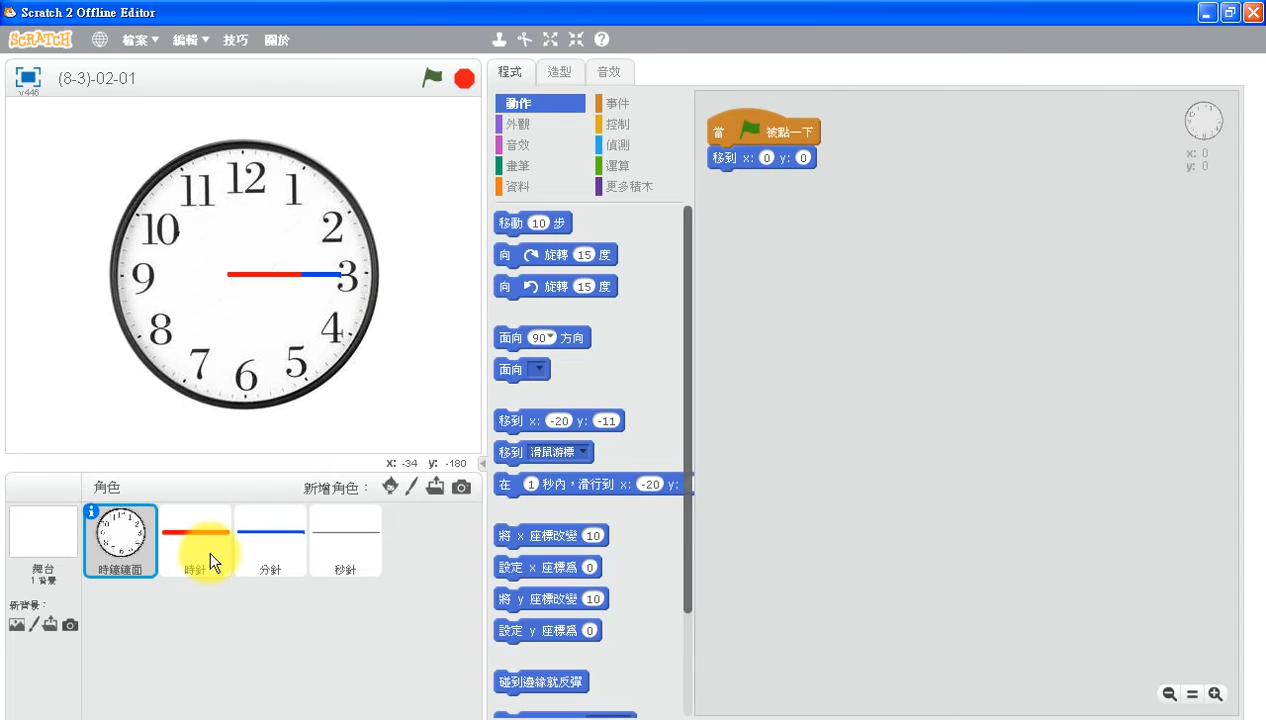 Scratch 2 Offline Editor
SCRATCH 檔案 編輯 技巧 關於
v446 (8-3)-02-01
程式 造型 音效
動作 事件
外觀 控制
音效 偵測
畫筆 運算
資料 更多積木
12 1 2 3 4 5 6 7 8 9 10 11
移動 10 步
向 旋轉 15 度
向 旋轉 15 度
面向 90 方向
面向
移到 x: -20 y: -11
移到 滑鼠游標
在 1 秒內,滑行到 x: -20 y:
將 x 座標改變 10
設定 x 座標為 0
將 y 座標改變 10
設定 y 座標為 0
碰到邊緣就反彈
當 被點一下
移到 x: 0 y: 0
x: 0
y: 0
x: -34 y: -180
角色 新增角色:
舞台
1 背景
新背景:
時鐘鐘面 時針 分針 秒針